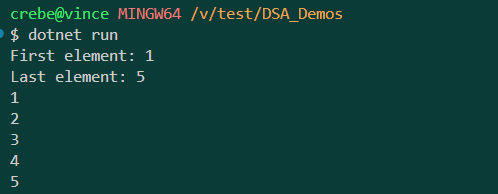 crebe@vince MINGW64 /v/test/DSA_Demos
$ dotnet run
First element: 1
Last element: 5
1
2
3
4
5